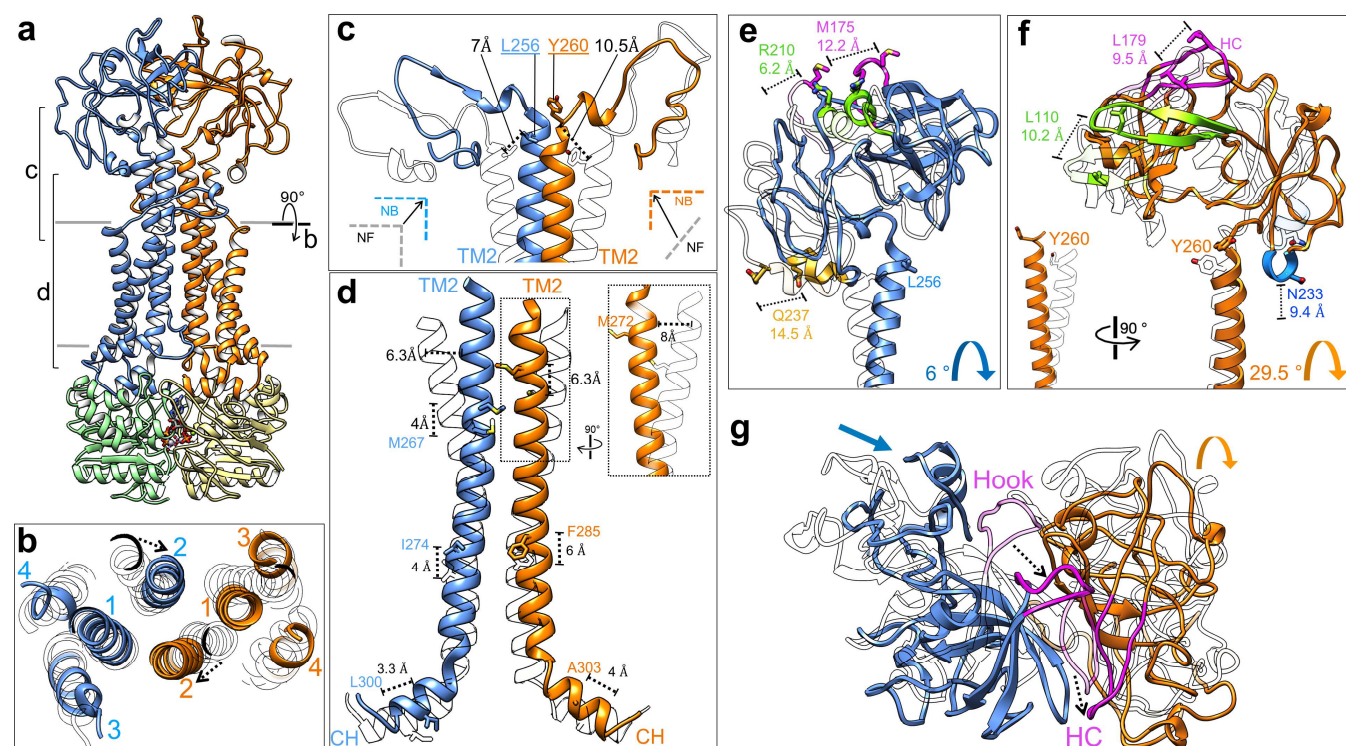 a
c
d
90°
b
b
4
1
2
3
1
3
2
4
c
7Å
L256
Y260
10.5Å
NB
NF
NB
NF
TM2
TM2
d
TM2
TM2
6.3Å
4Å
M267
6.3Å
90°
M272
8Å
I274
4 Å
F285
6 Å
L300
3.3 Å
A303
4 Å
CH
CH
e
M175
12.2 Å
R210
6.2 Å
L256
Q237
14.5 Å
6 °
f
L179
9.5 Å
HC
L110
10.2 Å
Y260
Y260
90 °
N233
9.4 Å
29.5 °
g
Hook
HC